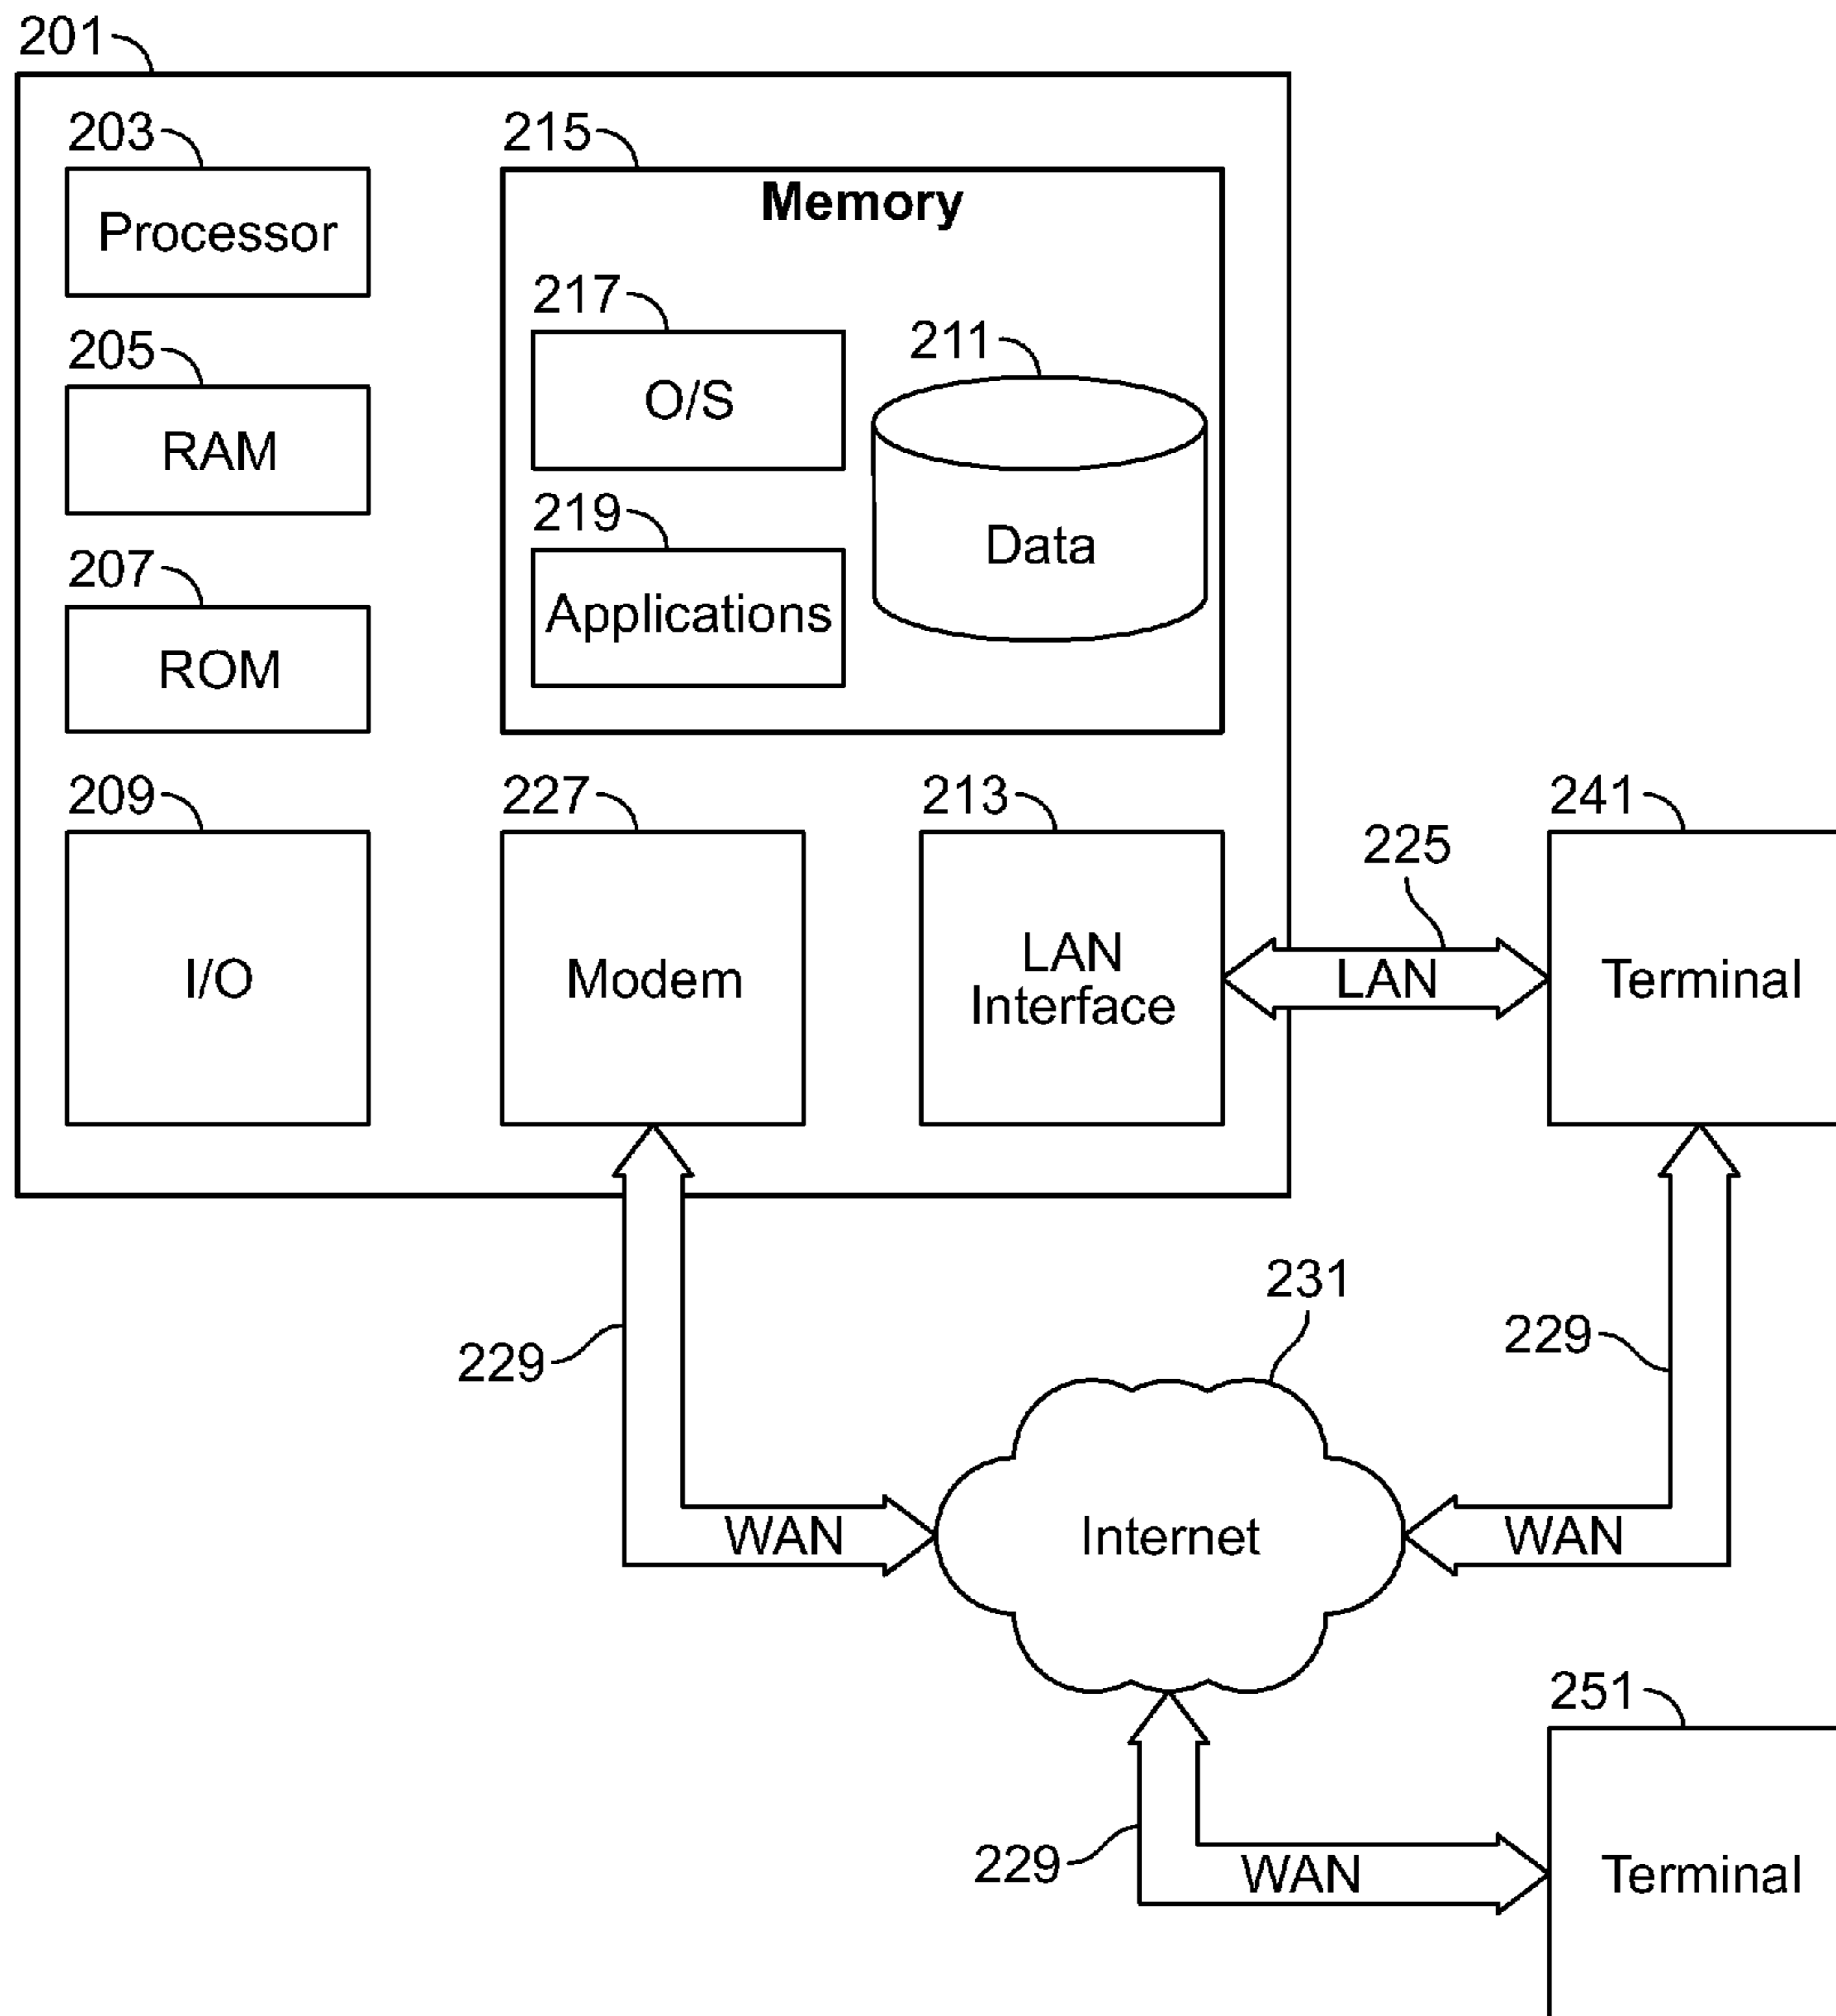 201
203
Processor
205
RAM
207
ROM
215
Memory
217
O/S
219
Applications
211
Data
209
I/O
227
Modem
213
LAN
Interface
225
LAN
241
Terminal
229
WAN
231
Internet
229
WAN
229
WAN
251
Terminal